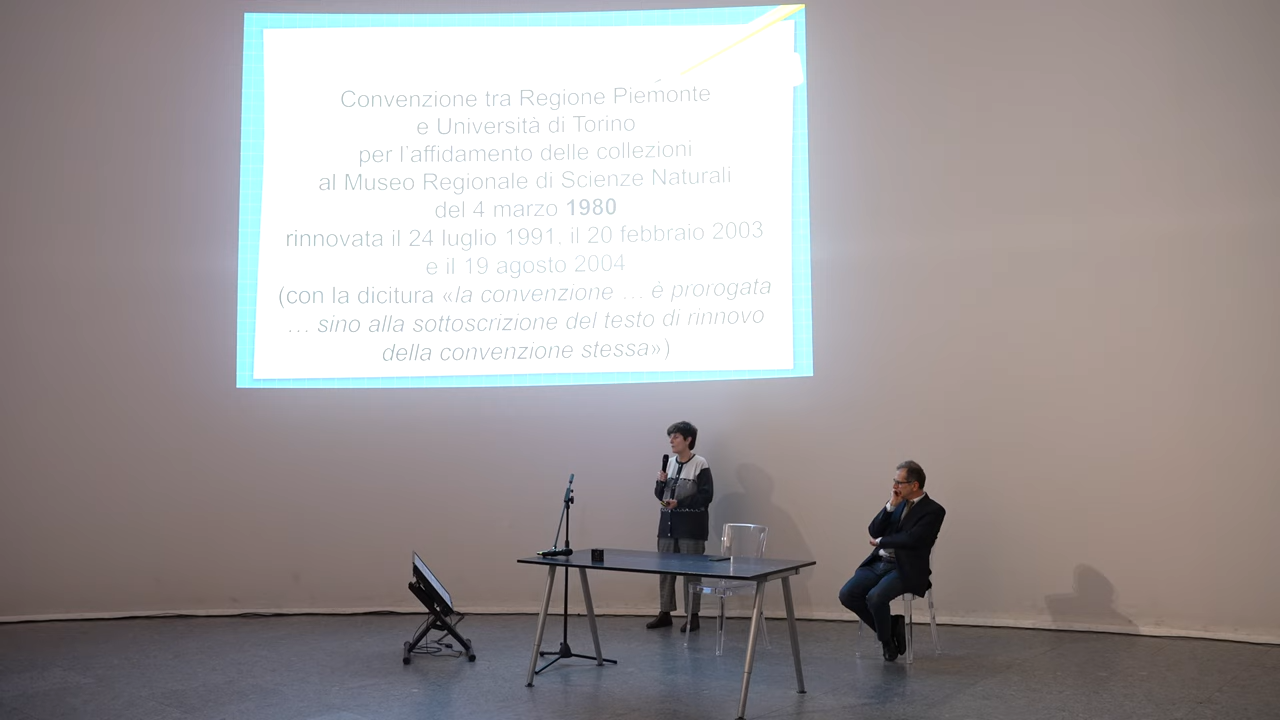 Convenzione tra Regione Piemonte
e Università di Torino
per l'affidamento delle collezioni
al Museo Regionale di Scienze Naturali
del 4 marzo 1980
rinnovata il 24 luglio 1991, il 20 febbraio 2003
e il 19 agosto 2004
(con la dicitura «la convenzione … è prorogata
… sino alla sottoscrizione del testo di rinnovo
della convenzione stessa»)